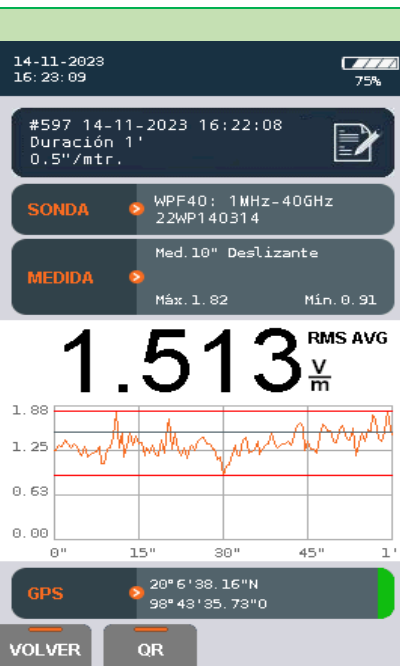 14-11-2023
16:23:09
75%
#597 14-11-2023 16:22:08
Duración 1'
0.5"/mtr.
SONDA
WPF40: 1MHz-40GHz
22WP140314
MEDIDA
Med.10" Deslizante
Máx.1.82 Mín.0.91
1.513 RMS AVG
V/m
1.88
1.25
0.63
0.00
0" 15" 30" 45" 1'
GPS
20°6'38.16"N
98°43'35.73"O
VOLVER QR